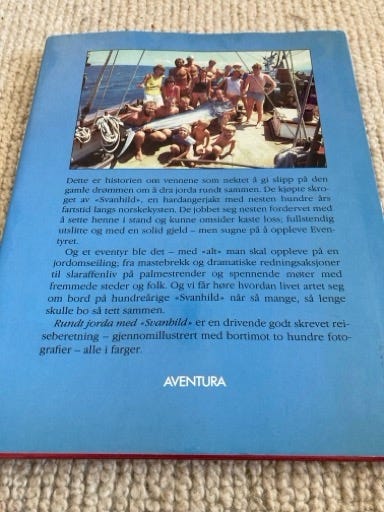 Dette er historien om vennene som nektet å gi slipp på den
gamle drømmen om å dra jorda rundt sammen. De kjøpte skro-
get av «Svanhild», en hardangerjakt med nesten hundre års
fartstid langs norskekysten. De jobbet seg nesten fordervet med
å sette henne i stand og kunne omsider kaste loss; fullstendig
utslitte og med en solid gjeld – men sugne på å oppleve Even-
tyret.
Og et eventyr ble det – med «alt» man skal oppleve på en
jordomseiling; fra mastebrekk og dramatiske redningsaksjoner
til slaraffenliv på palmestrender og spennende møter med
fremmede steder og folk. Og vi får høre hvordan livet artet seg
om bord på hundreårige «Svanhild» når så mange, så lenge
skulle bo så tett sammen.
Rundt jorda med «Svanhild» er en drivende godt skrevet rei-
seberetning – gjennomillustrert med bortimot to hundre foto-
grafier – alle i farger.
AVENTURA